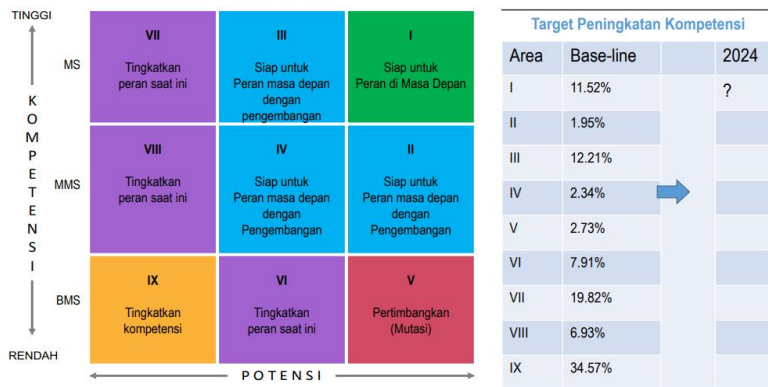 TINGGI
MS
KOMPETENSI
MMS
BMS
RENDAH
VII
Tingkatkan
peran saat ini
III
Siap untuk
Peran masa depan
dengan
pengembangan
I
Siap untuk
Peran di Masa Depan
VIII
Tingkatkan
peran saat ini
IV
Siap untuk
Peran masa depan
dengan
Pengembangan
II
Siap untuk
Peran masa depan
dengan
Pengembangan
IX
Tingkatkan
kompetensi
VI
Tingkatkan
peran saat ini
V
Pertimbangkan
(Mutasi)
POTENSI
Target Peningkatan Kompetensi
Area Base-line 2024
I 11.52% ?
II 1.95%
III 12.21%
IV 2.34%
V 2.73%
VI 7.91%
VII 19.82%
VIII 6.93%
IX 34.57%